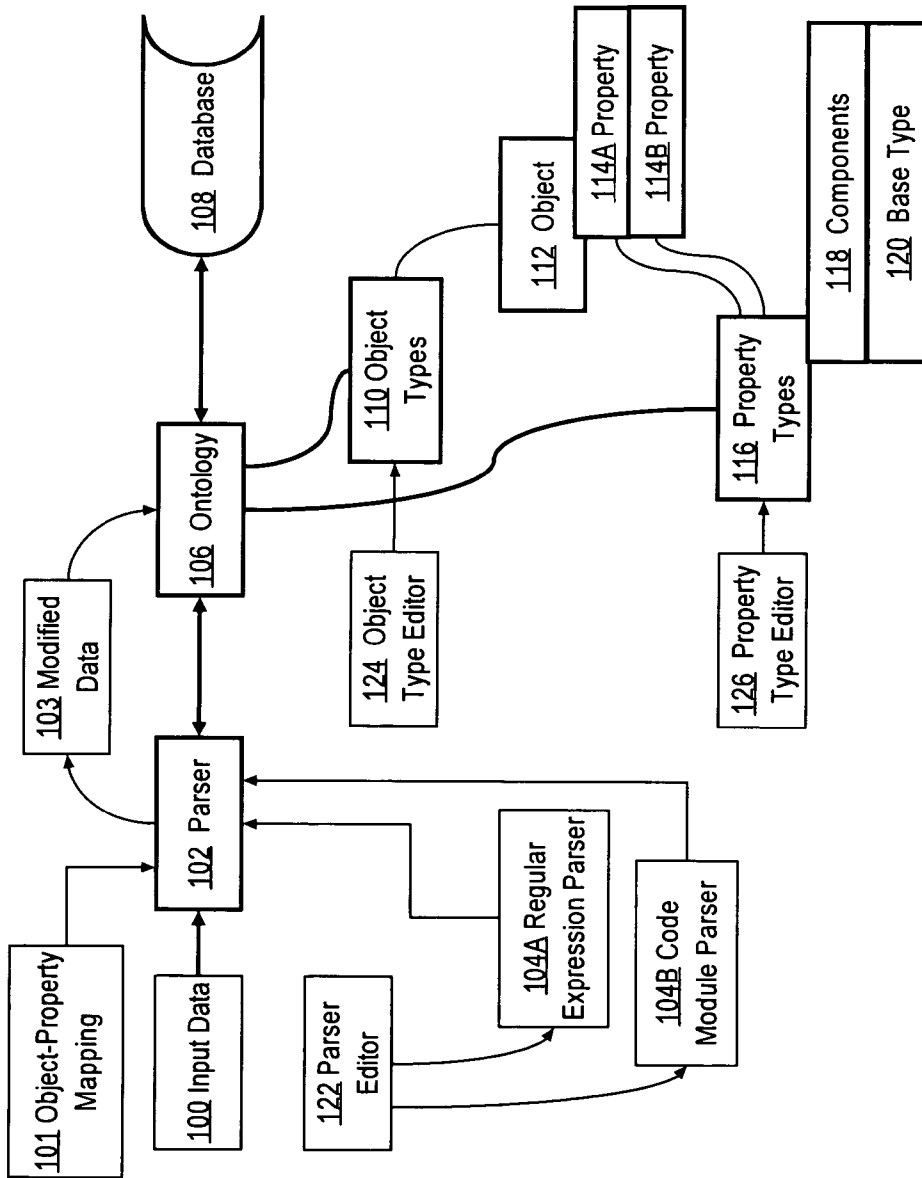 101 Object-Property
Mapping
100 Input Data
122 Parser
Editor
103 Modified
Data
102 Parser
104A Regular
Expression Parser
104B Code
Module Parser
106 Ontology
108 Database
124 Object
Type Editor
110 Object
Types
112 Object
114A Property
114B Property
126 Property
Type Editor
116 Property
Types
118 Components
120 Base Type